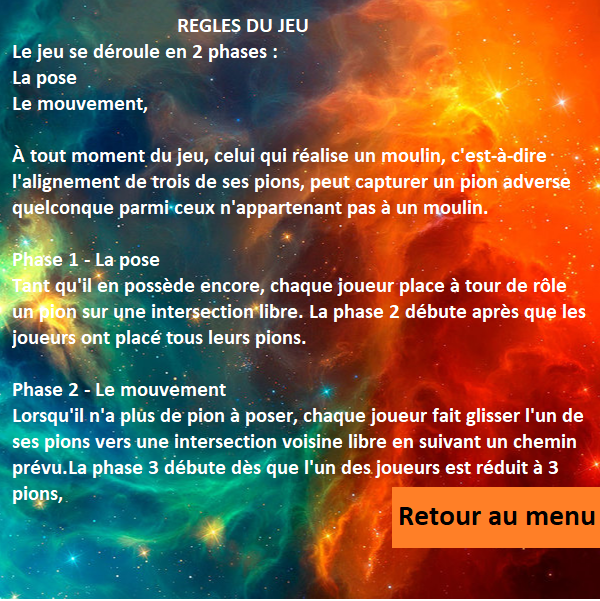 REGLES DU JEU
Le jeu se déroule en 2 phases :
La pose
Le mouvement,
À tout moment du jeu, celui qui réalise un moulin, c'est-à-dire
l'alignement de trois de ses pions, peut capturer un pion adverse
quelconque parmi ceux n'appartenant pas à un moulin.
Phase 1 - La pose
Tant qu'il en possède encore, chaque joueur place à tour de rôle
un pion sur une intersection libre. La phase 2 débute après que les
joueurs ont placé tous leurs pions.
Phase 2 - Le mouvement
Lorsqu'il n'a plus de pion à poser, chaque joueur fait glisser l'un de
ses pions vers une intersection voisine libre en suivant un chemin
prévu.La phase 3 débute dès que l'un des joueurs est réduit à 3
pions,
Retour au menu